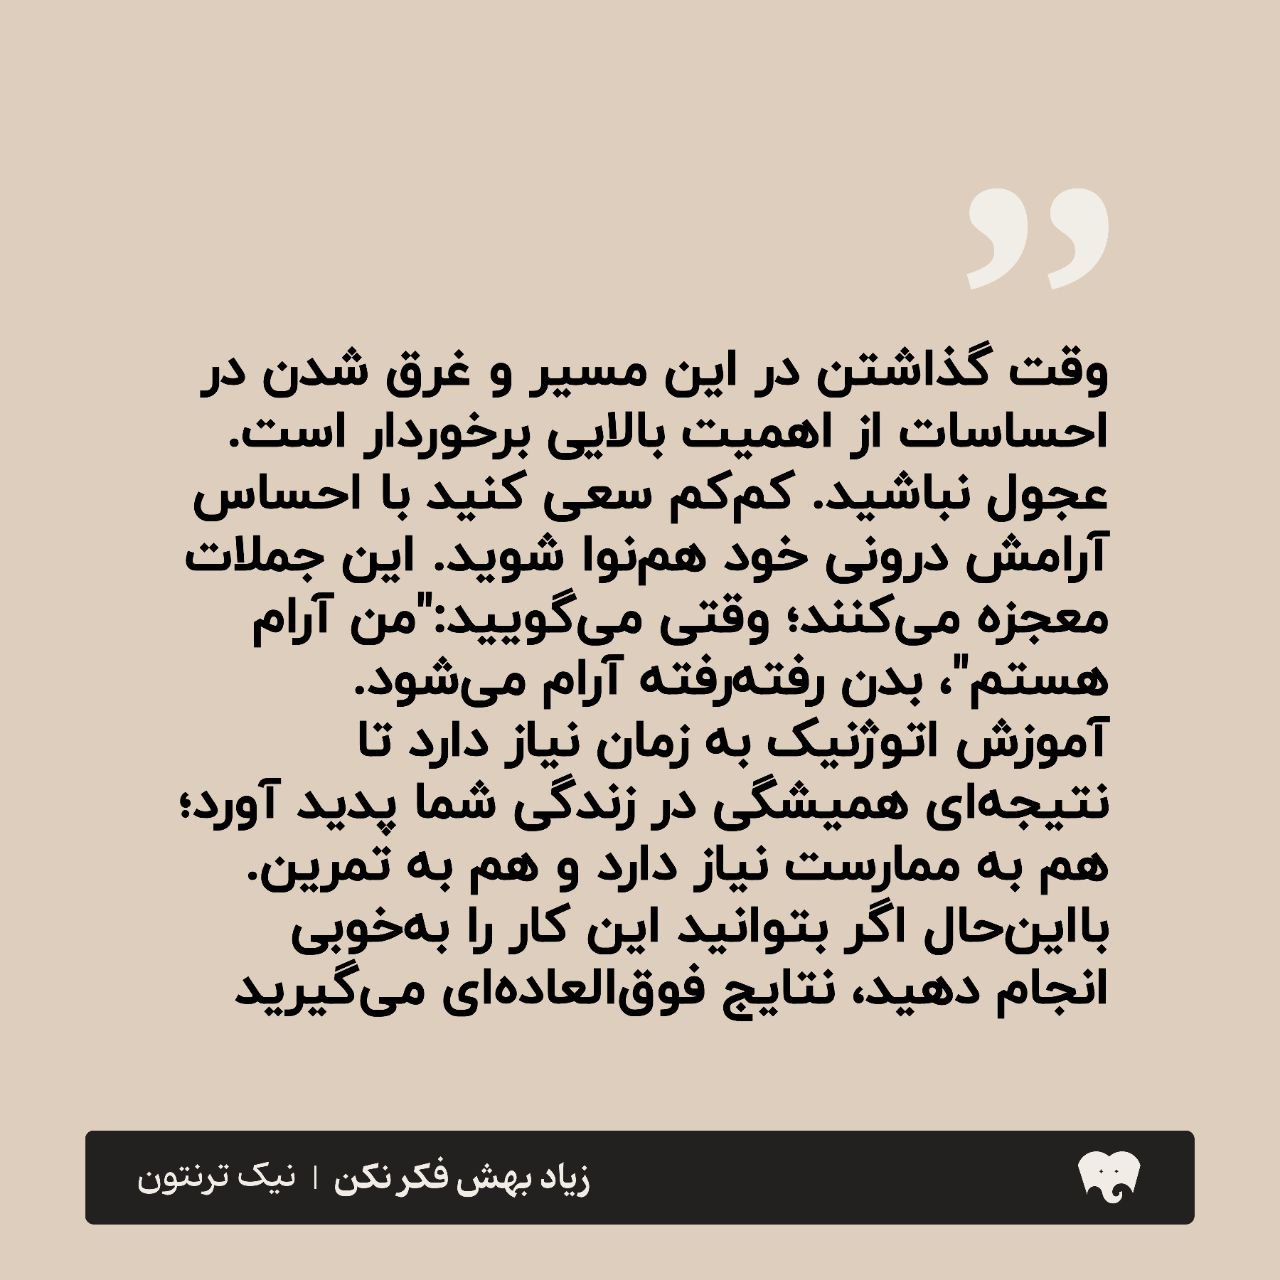 وقت گذاشتن در این مسیر و غرق شدن در
احساسات از اهمیت بالایی برخوردار است.
عجول نباشید. کم‌کم سعی کنید با احساس
آرامش درونی خود هم‌نوا شوید. این جملات
معجزه می‌کنند؛ وقتی می‌گویید:"من آرام
هستم"، بدن رفته‌رفته آرام می‌شود.
آموزش اتوژنیک به زمان نیاز دارد تا
نتیجه‌ای همیشگی در زندگی شما پدید آورد؛
هم به ممارست نیاز دارد و هم به تمرین.
بااین‌حال اگر بتوانید این کار را به‌خوبی
انجام دهید، نتایج فوق‌العاده‌ای می‌گیرید
زیاد بهش فکر نکن | نیک ترنتون